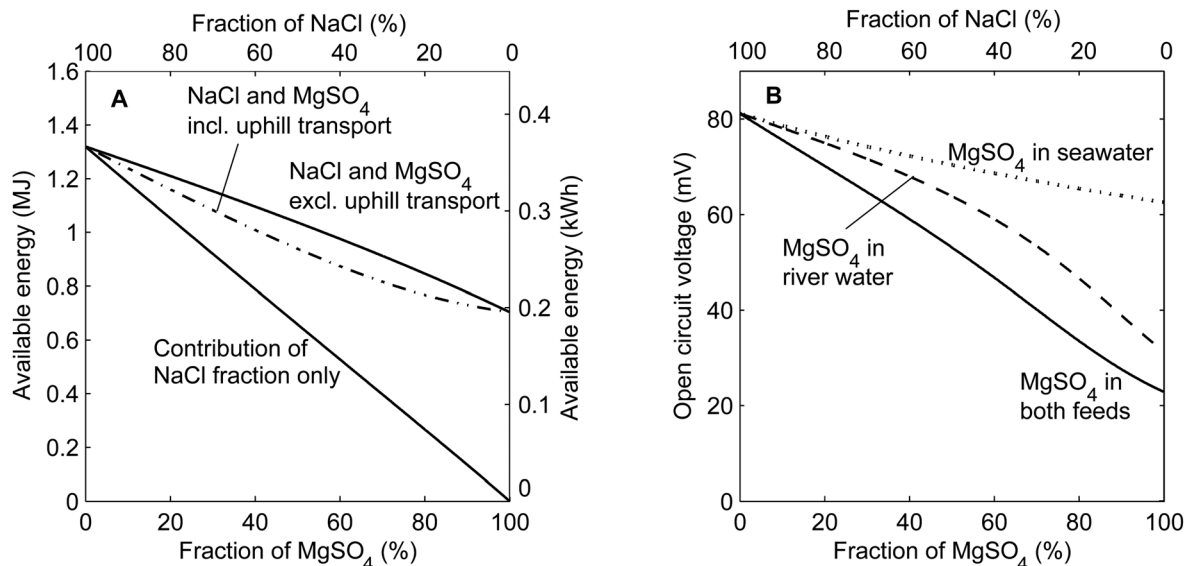 Fraction of NaCl (%)
100 80 60 40 20 0
A
NaCl and MgSO4
incl. uphill transport
NaCl and MgSO4
excl. uphill transport
Contribution of
NaCl fraction only
Available energy (MJ)
1.6
1.4
1.2
1
0.8
0.6
0.4
0.2
0
Available energy (kWh)
0.4
0.3
0.2
0.1
0
0 20 40 60 80 100
Fraction of MgSO4 (%)
Fraction of NaCl (%)
100 80 60 40 20 0
B
MgSO4 in seawater
MgSO4 in
river water
MgSO4 in
both feeds
Open circuit voltage (mV)
80
60
40
20
0
0 20 40 60 80 100
Fraction of MgSO4 (%)